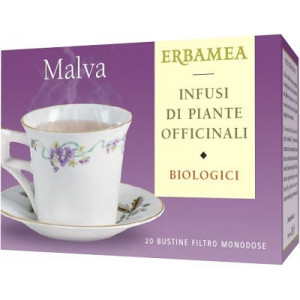 Malva
ERBAMEA
INFUSI
DI PIANTE
OFFICINALI
BIOLOGICI
20 BUSTINE FILTRO MONODOSE